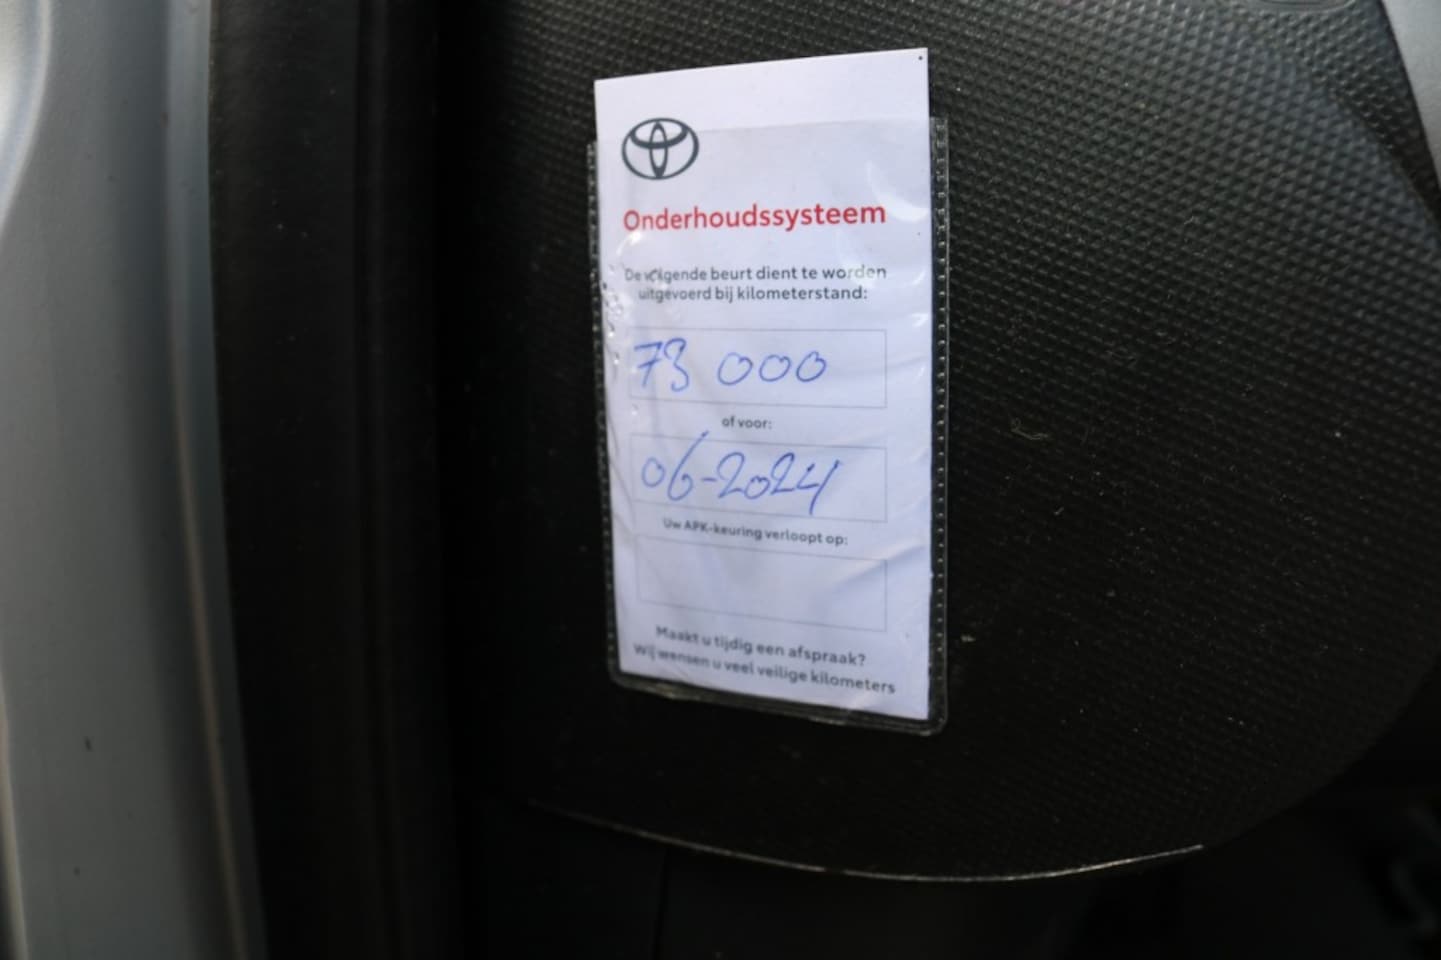 Onderhoudssysteem
De volgende beurt dient te worden
uitgevoerd bij kilometerstand:
73 000
of voor:
06-2024
Uw APK-keuring verloopt op:
Maakt u tijdig een afspraak?
Wij wensen u veel veilige kilometers